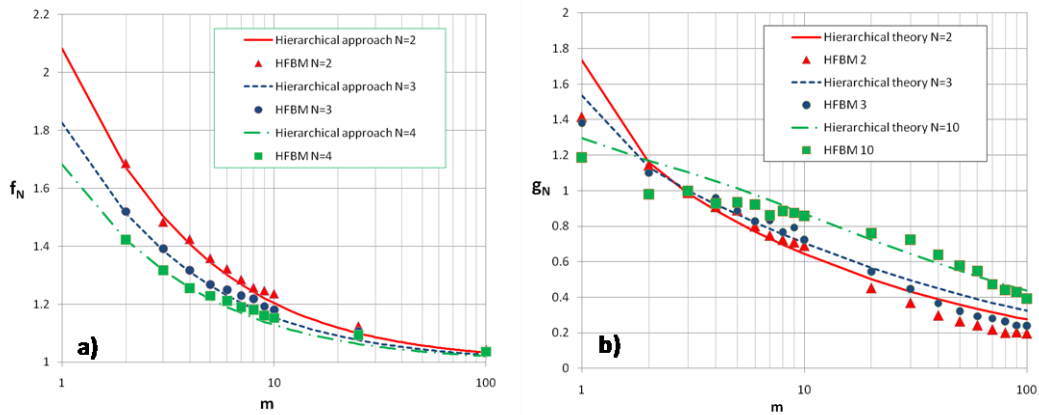 2.2
2
1.8
1.6
1.4
1.2
1
fN
1
10
100
m
a)
Hierarchical approach N=2
HFBM N=2
Hierarchical approach N=3
HFBM N=3
Hierarchical approach N=4
HFBM N=4
2
1.8
1.6
1.4
1.2
1
0.8
0.6
0.4
0.2
0
gN
1
10
100
m
b)
Hierarchical theory N=2
HFBM 2
Hierarchical theory N=3
HFBM 3
Hierarchical theory N=10
HFBM 10